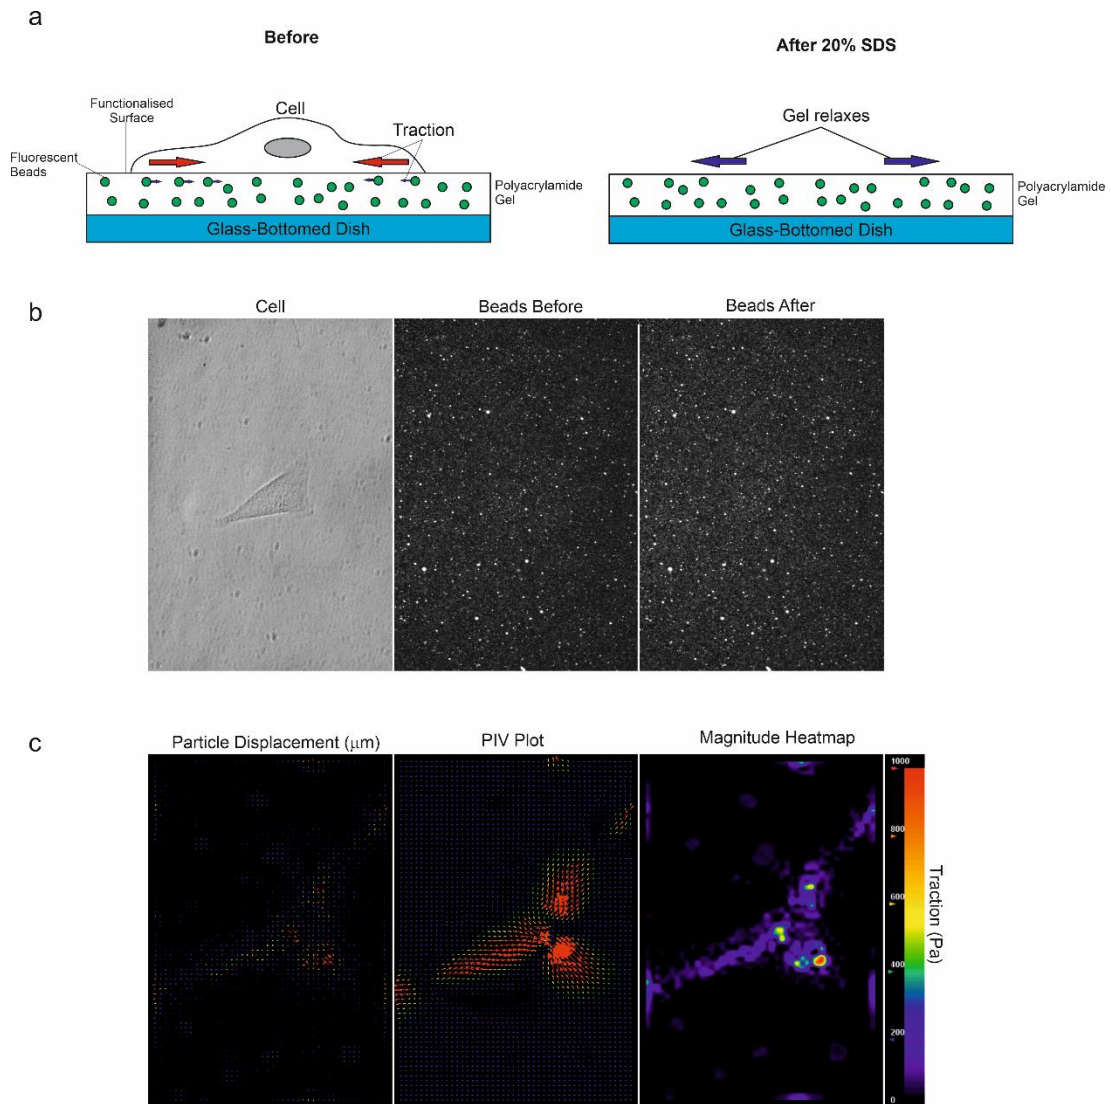 a
Before
After 20% SDS
Functionalised
Surface
Cell
Traction
Gel relaxes
Fluorescent
Beads
Polyacrylamide
Gel
Polyacrylamide
Gel
Glass-Bottomed Dish
Glass-Bottomed Dish
b
Cell
Beads Before
Beads After
c
Particle Displacement (μm)
PIV Plot
Magnitude Heatmap
1000
800
600
400
200
0
Traction (Pa)